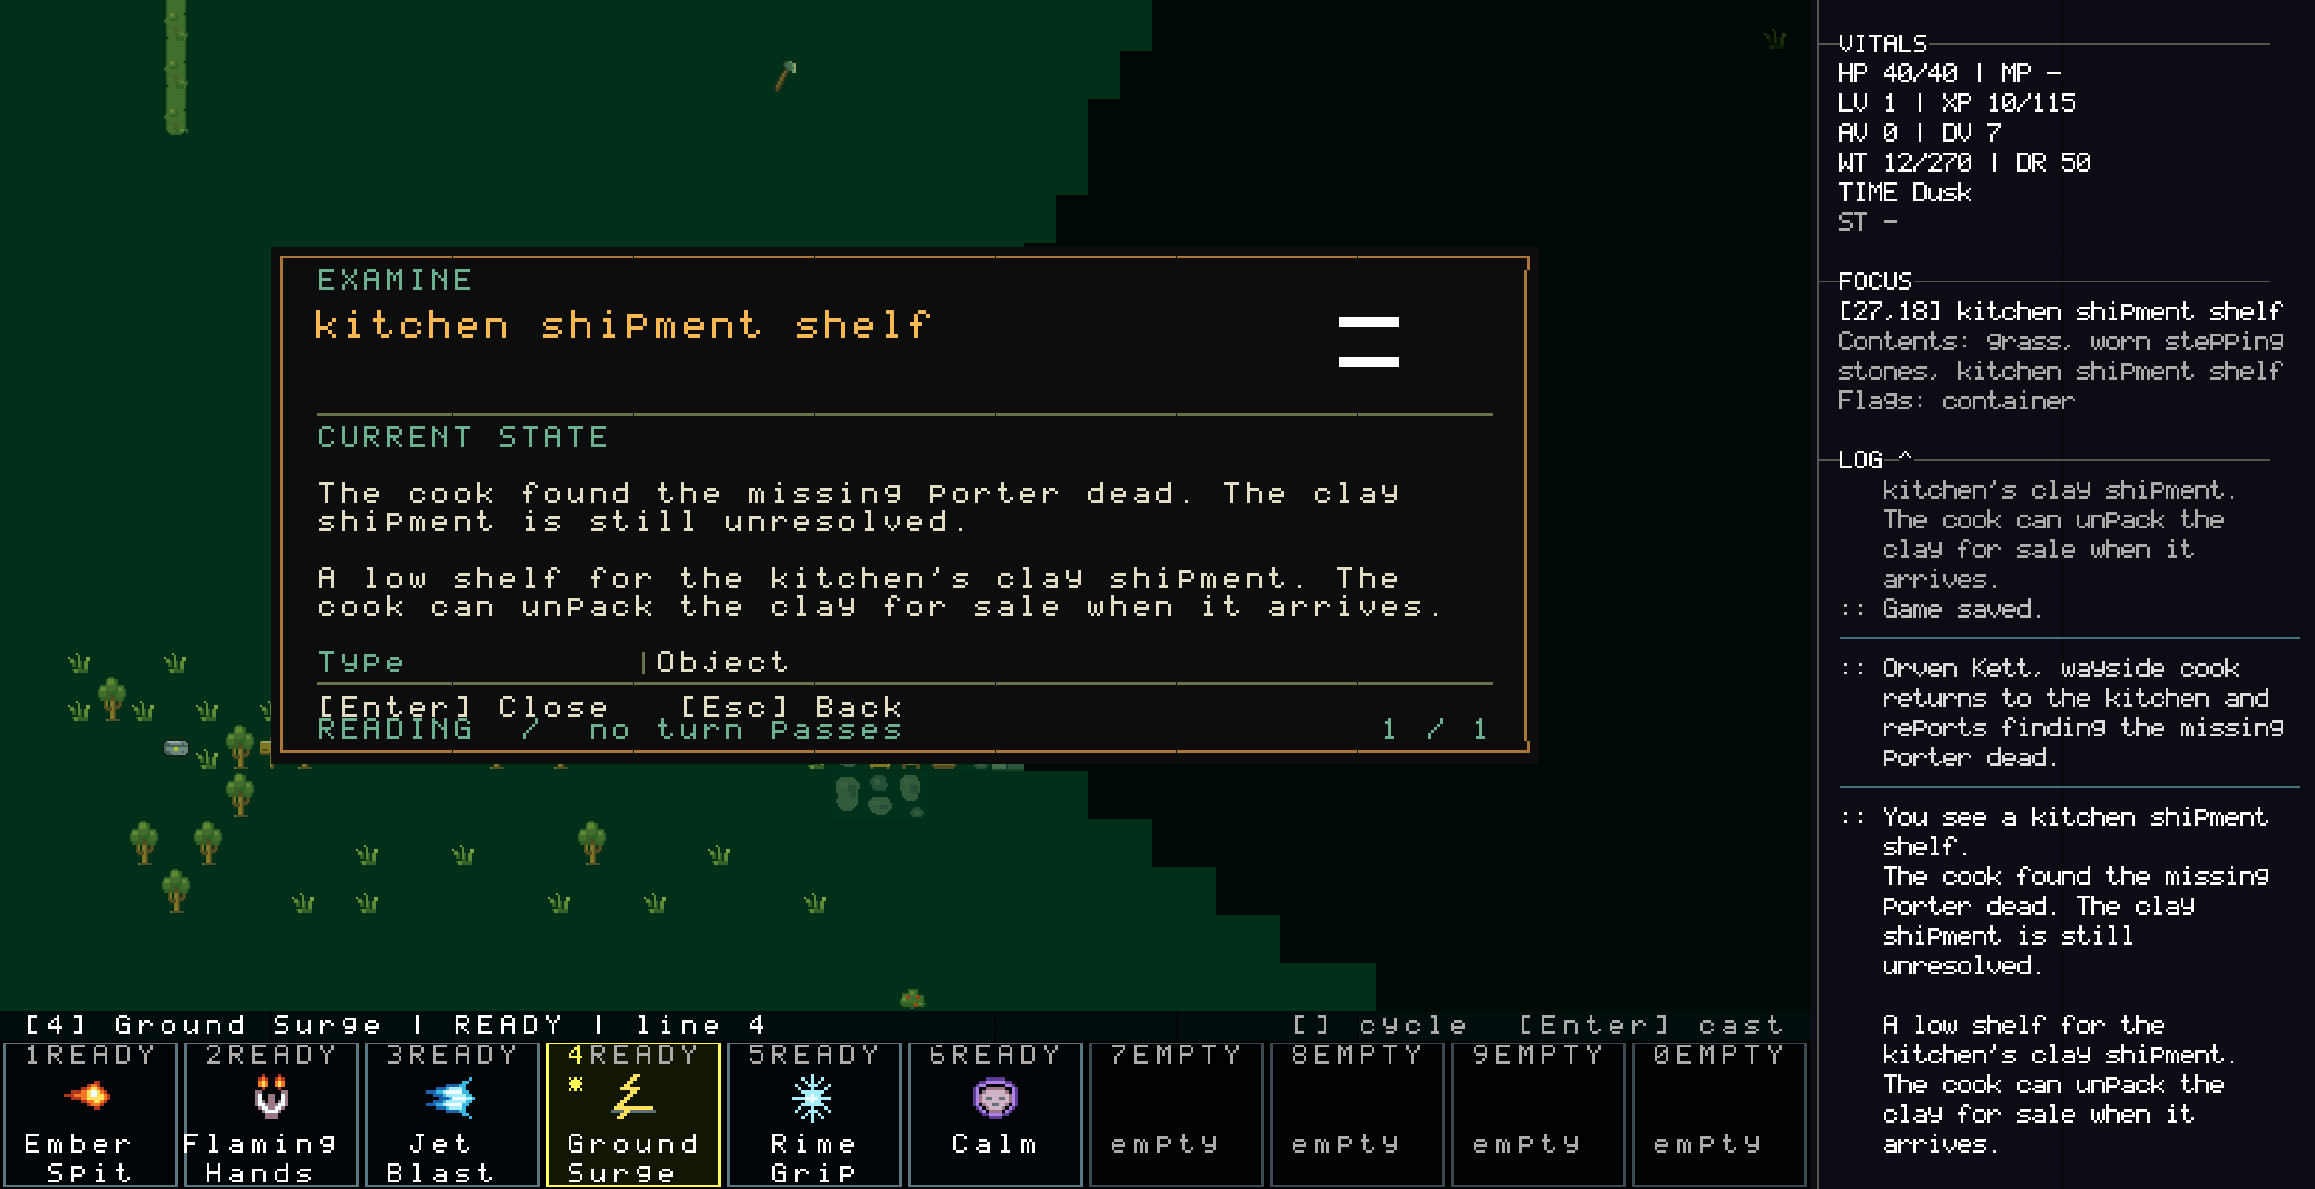 EXAMINE
kitchen shipment shelf
CURRENT STATE
The cook found the missing porter dead. The clay
shipment is still unresolved.
A low shelf for the kitchen's clay shipment. The
cook can unpack the clay for sale when it arrives.
Type |Object
[Enter] Close [Esc] Back
READING / no turn passes 1 / 1
[4] Ground Surge | READY | line 4
[] cycle [Enter] cast
1READY
Ember
Spit
2READY
Flaming
Hands
3READY
Jet
Blast
4READY
*
Ground
Surge
5READY
Rime
Grip
6READY
Calm
7EMPTY
empty
8EMPTY
empty
9EMPTY
empty
0EMPTY
empty
VITALS
HP 40/40 | MP -
LV 1 | XP 10/115
AV 0 | DV 7
WT 12/270 | DR 50
TIME Dusk
ST -
FOCUS
[27,18] kitchen shipment shelf
Contents: grass, worn stepping
stones, kitchen shipment shelf
Flags: container
LOG ^
kitchen's clay shipment.
The cook can unpack the
clay for sale when it
arrives.
:: Game saved.
:: Orven Kett, wayside cook
returns to the kitchen and
reports finding the missing
porter dead.
:: You see a kitchen shipment
shelf.
The cook found the missing
porter dead. The clay
shipment is still
unresolved.
A low shelf for the
kitchen's clay shipment.
The cook can unpack the
clay for sale when it
arrives.